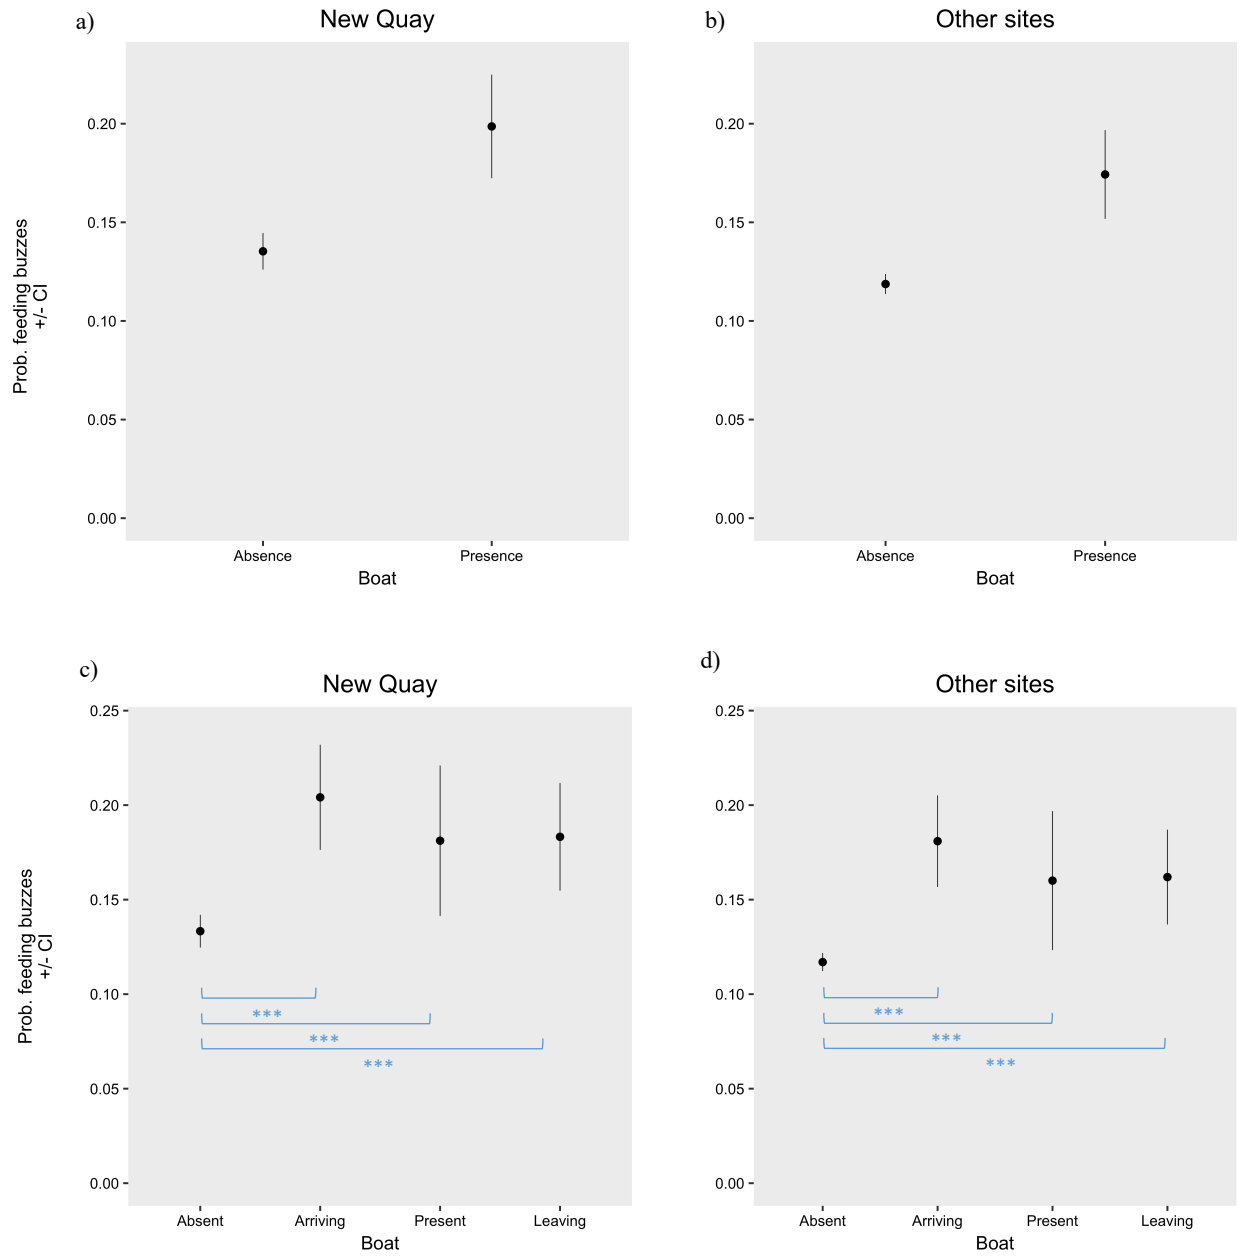 a)
New Quay
Prob. feeding buzzes
+/- CI
0.20
0.15
0.10
0.05
0.00
Absence
Presence
Boat
b)
Other sites
0.20
0.15
0.10
0.05
0.00
Absence
Presence
Boat
c)
New Quay
Prob. feeding buzzes
+/- CI
0.25
0.20
0.15
0.10
0.05
0.00
***
***
***
Absent
Arriving
Present
Leaving
Boat
d)
Other sites
0.25
0.20
0.15
0.10
0.05
0.00
***
***
***
Absent
Arriving
Present
Leaving
Boat